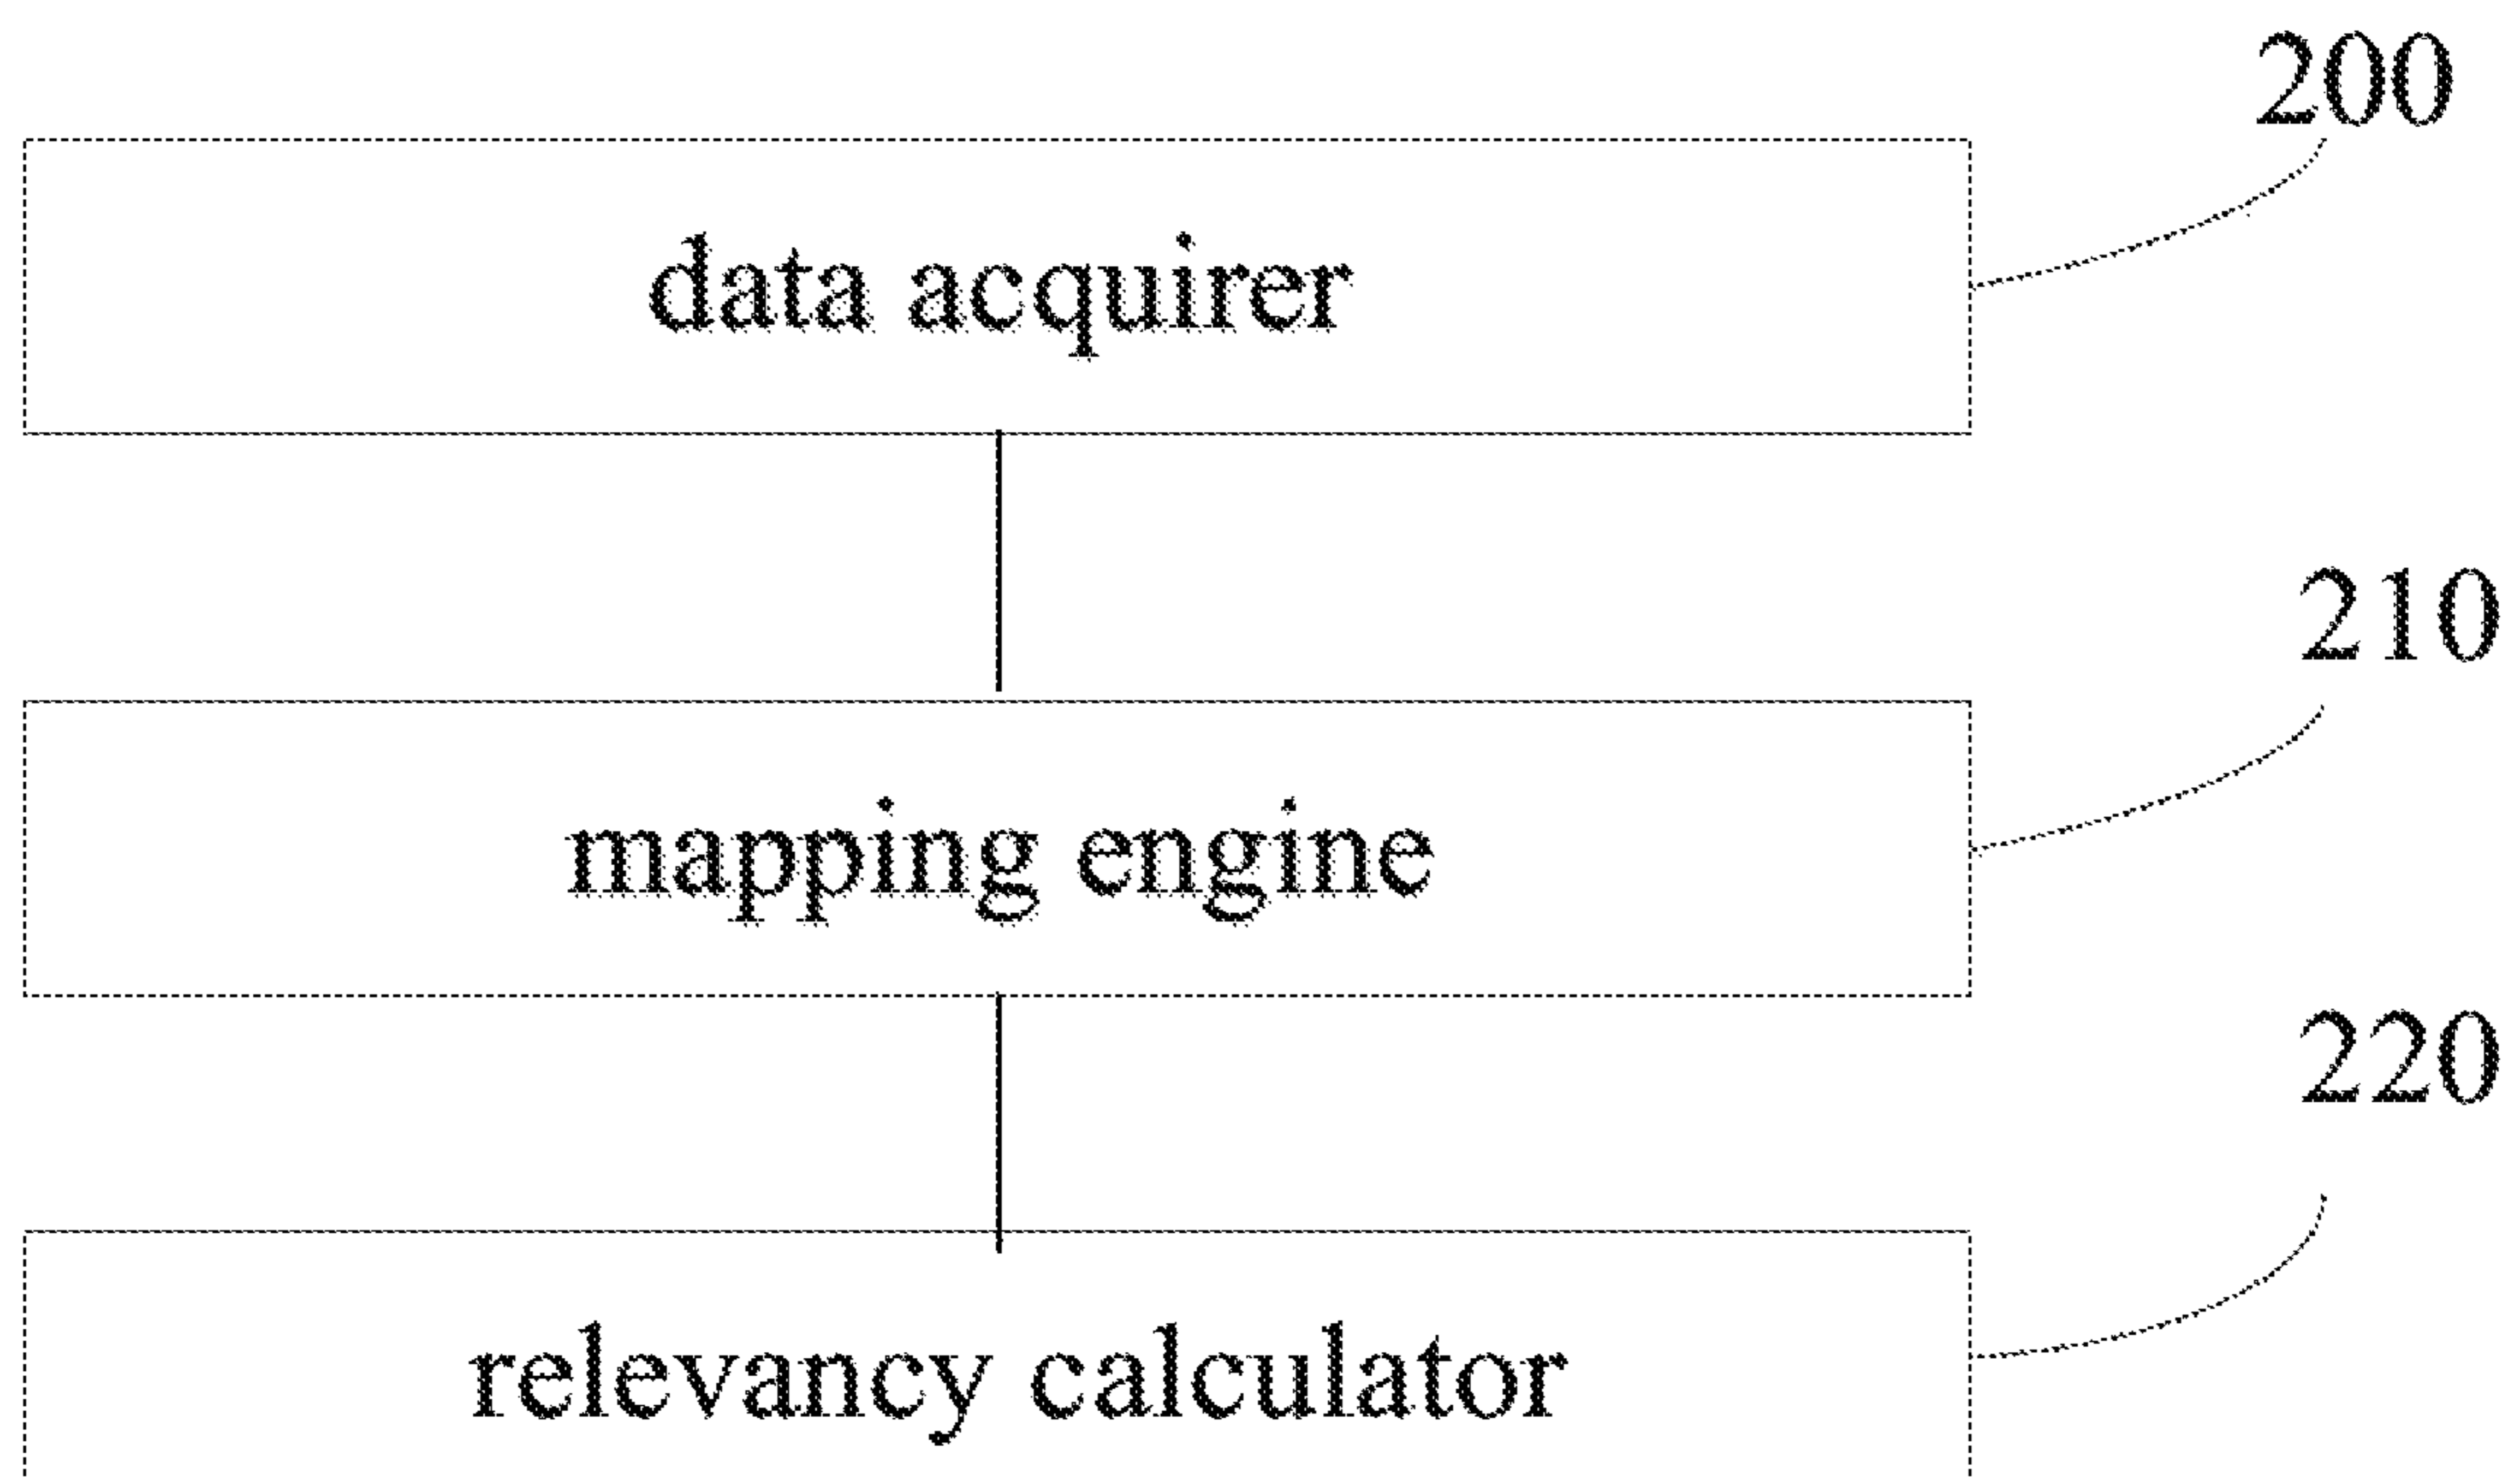 200
data acquirer
210
mapping engine
220
relevancy calculator